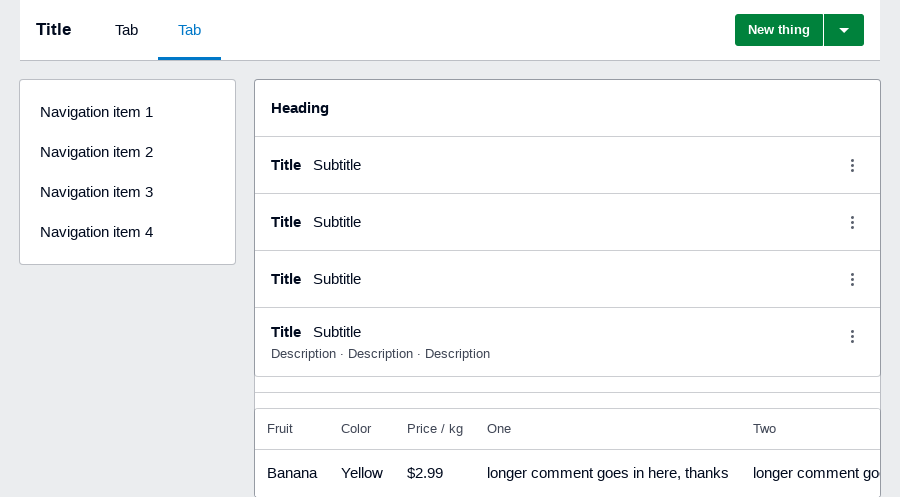 Title Tab Tab New thing
Navigation item 1
Navigation item 2
Navigation item 3
Navigation item 4
Heading
Title Subtitle
Title Subtitle
Title Subtitle
Title Subtitle
Description · Description · Description
Fruit Color Price / kg One Two
Banana Yellow $2.99 longer comment goes in here, thanks longer comment